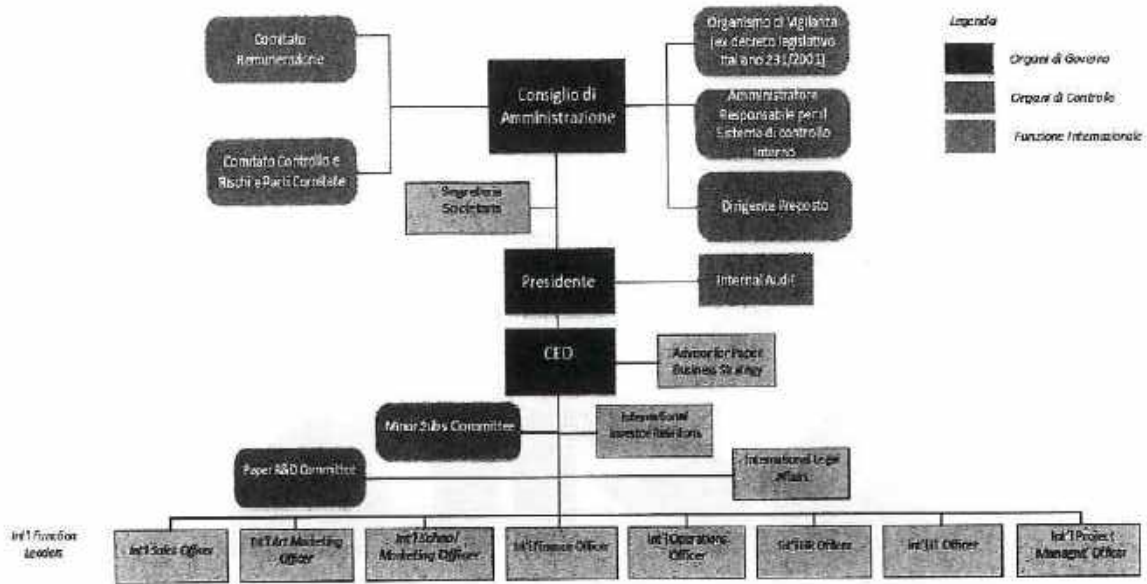 Comitato
Remunerazione
Organismo di Vigilanza
(ex decreto legislativo
italiano 231/2001)
Legenda
Organi di Governo
Organi di Controllo
Funzione Internazionale
Consiglio di
Amministrazione
Amministratore
Responsabile per il
Sistema di controllo
Interno
Comitato Controllo e
Rischi e Parti Correlate
Segreteria
Societaria
Dirigente Preposto
Presidente
Internal Audit
CEO
Advisor for Paper
Business Strategy
Minor Subs Committee
International
Investor Relations
Paper R&D Committee
International Legal
Affairs
Int'l Function
Leaders
Int'l Sales Officer
Int'l Art Marketing
Officer
Int'l School
Marketing Officer
Int'l Finance Officer
Int'l Operations
Officer
Int'l HR Officer
Int'l IT Officer
Int'l Project
Managmt' Officer